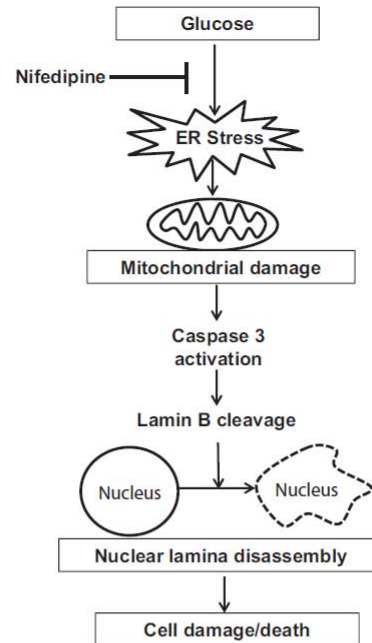 Glucose
Nifedipine
ER Stress
Mitochondrial damage
Caspase 3
activation
Lamin B cleavage
Nucleus
Nucleus
Nuclear lamina disassembly
Cell damage/death